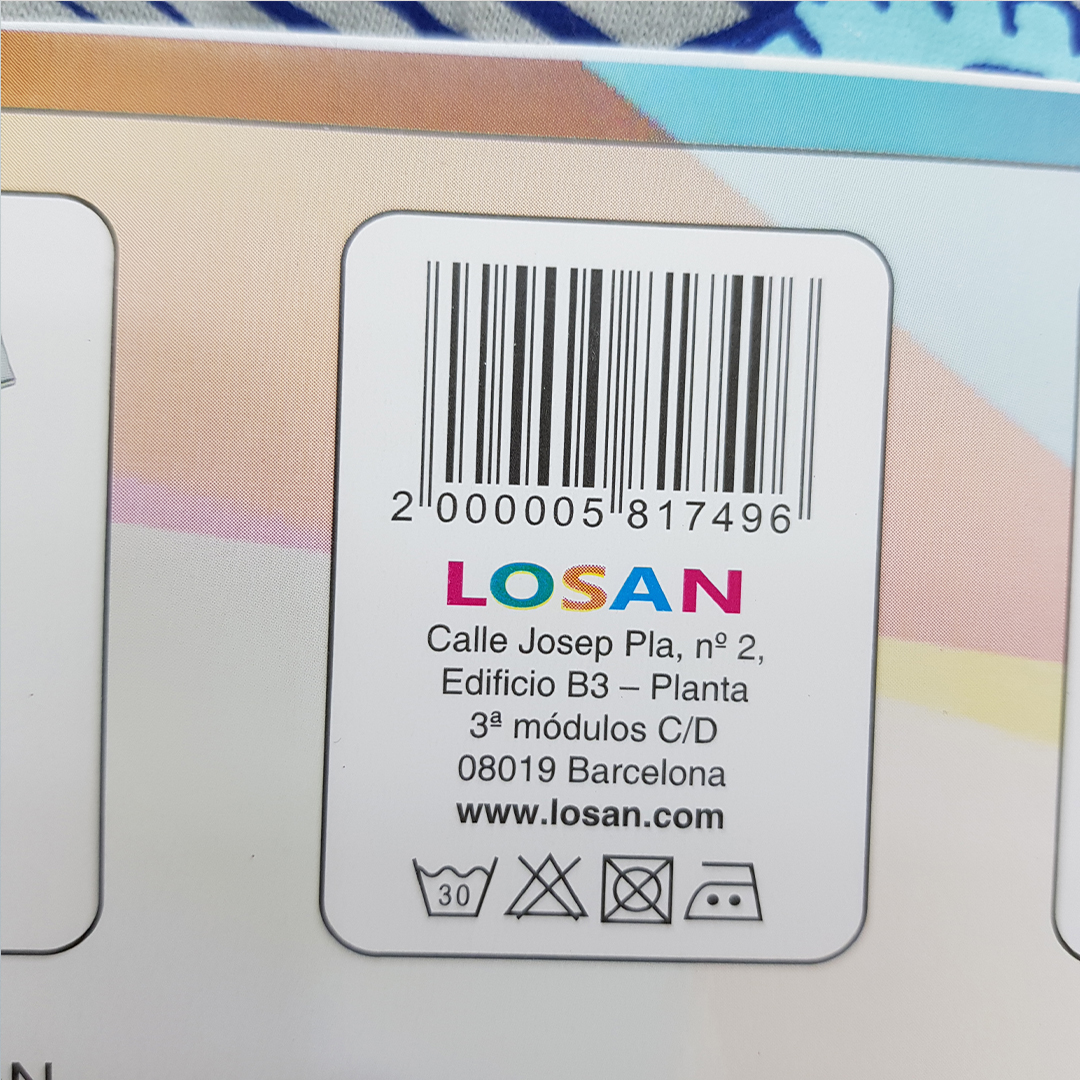 2 000005 817496
LOSAN
Calle Josep Pla, nº 2,
Edificio B3 – Planta
3ª módulos C/D
08019 Barcelona
www.losan.com
30
N